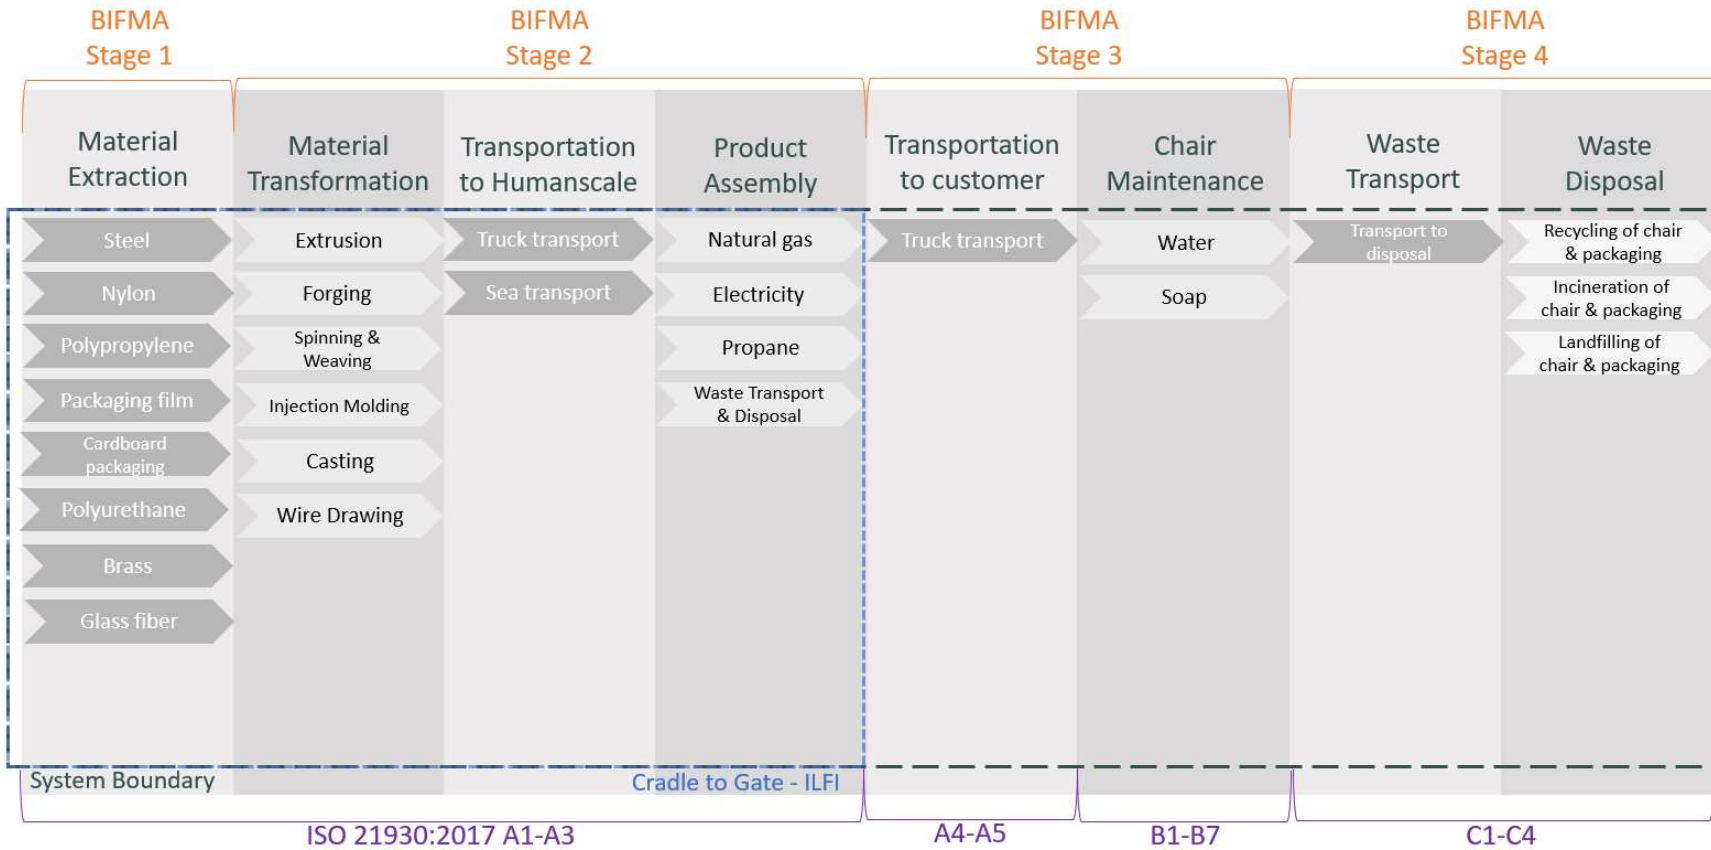 BIFMA
Stage 1
BIFMA
Stage 2
BIFMA
Stage 3
BIFMA
Stage 4
Material
Extraction
Material
Transformation
Transportation
to Humanscale
Product
Assembly
Transportation
to customer
Chair
Maintenance
Waste
Transport
Waste
Disposal
Steel
Nylon
Polypropylene
Packaging film
Cardboard
packaging
Polyurethane
Brass
Glass fiber
Extrusion
Forging
Spinning &
Weaving
Injection Molding
Casting
Wire Drawing
Truck transport
Sea transport
Natural gas
Electricity
Propane
Waste Transport
& Disposal
Truck transport
Water
Soap
Transport to
disposal
Recycling of chair
& packaging
Incineration of
chair & packaging
Landfilling of
chair & packaging
System Boundary
Cradle to Gate - ILFI
ISO 21930:2017 A1-A3
A4-A5
B1-B7
C1-C4